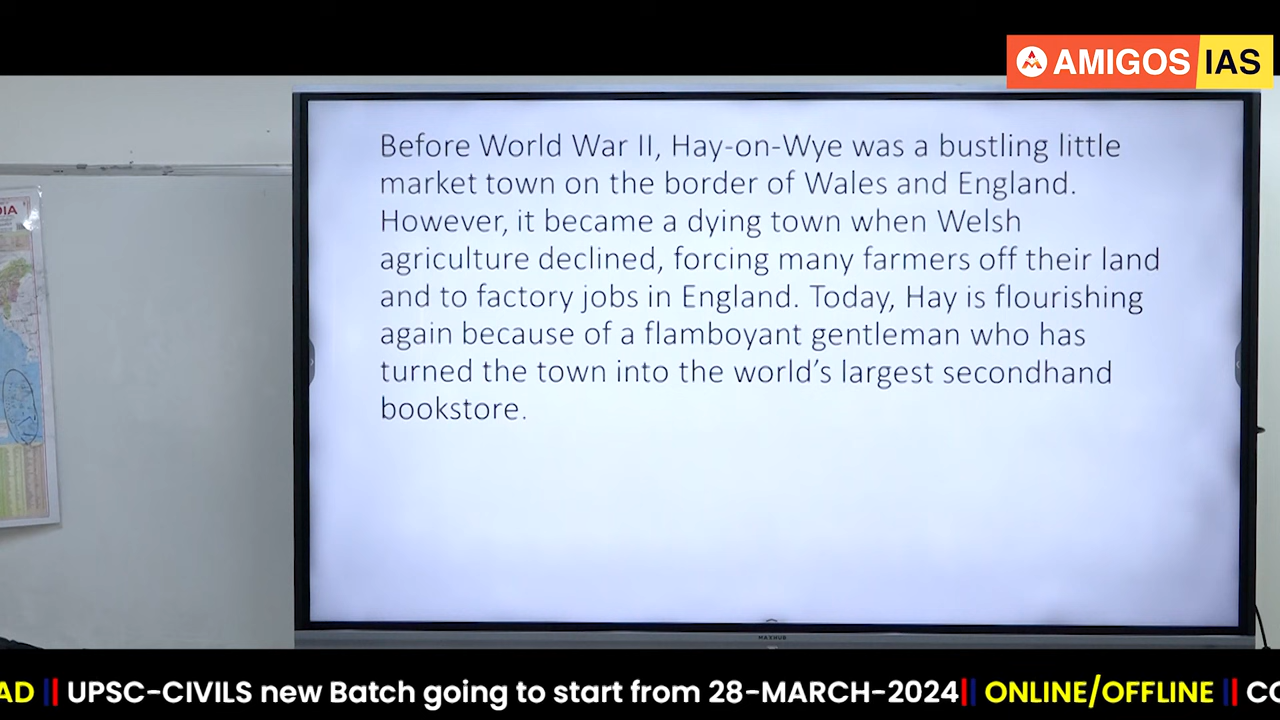 AMIGOS IAS
Before World War II, Hay-on-Wye was a bustling little
market town on the border of Wales and England.
However, it became a dying town when Welsh
agriculture declined, forcing many farmers off their land
and to factory jobs in England. Today, Hay is flourishing
again because of a flamboyant gentleman who has
turned the town into the world's largest secondhand
bookstore.
DIA
MAXHUB
AD || UPSC-CIVILS new Batch going to start from 28-MARCH-2024|| ONLINE/OFFLINE || CO